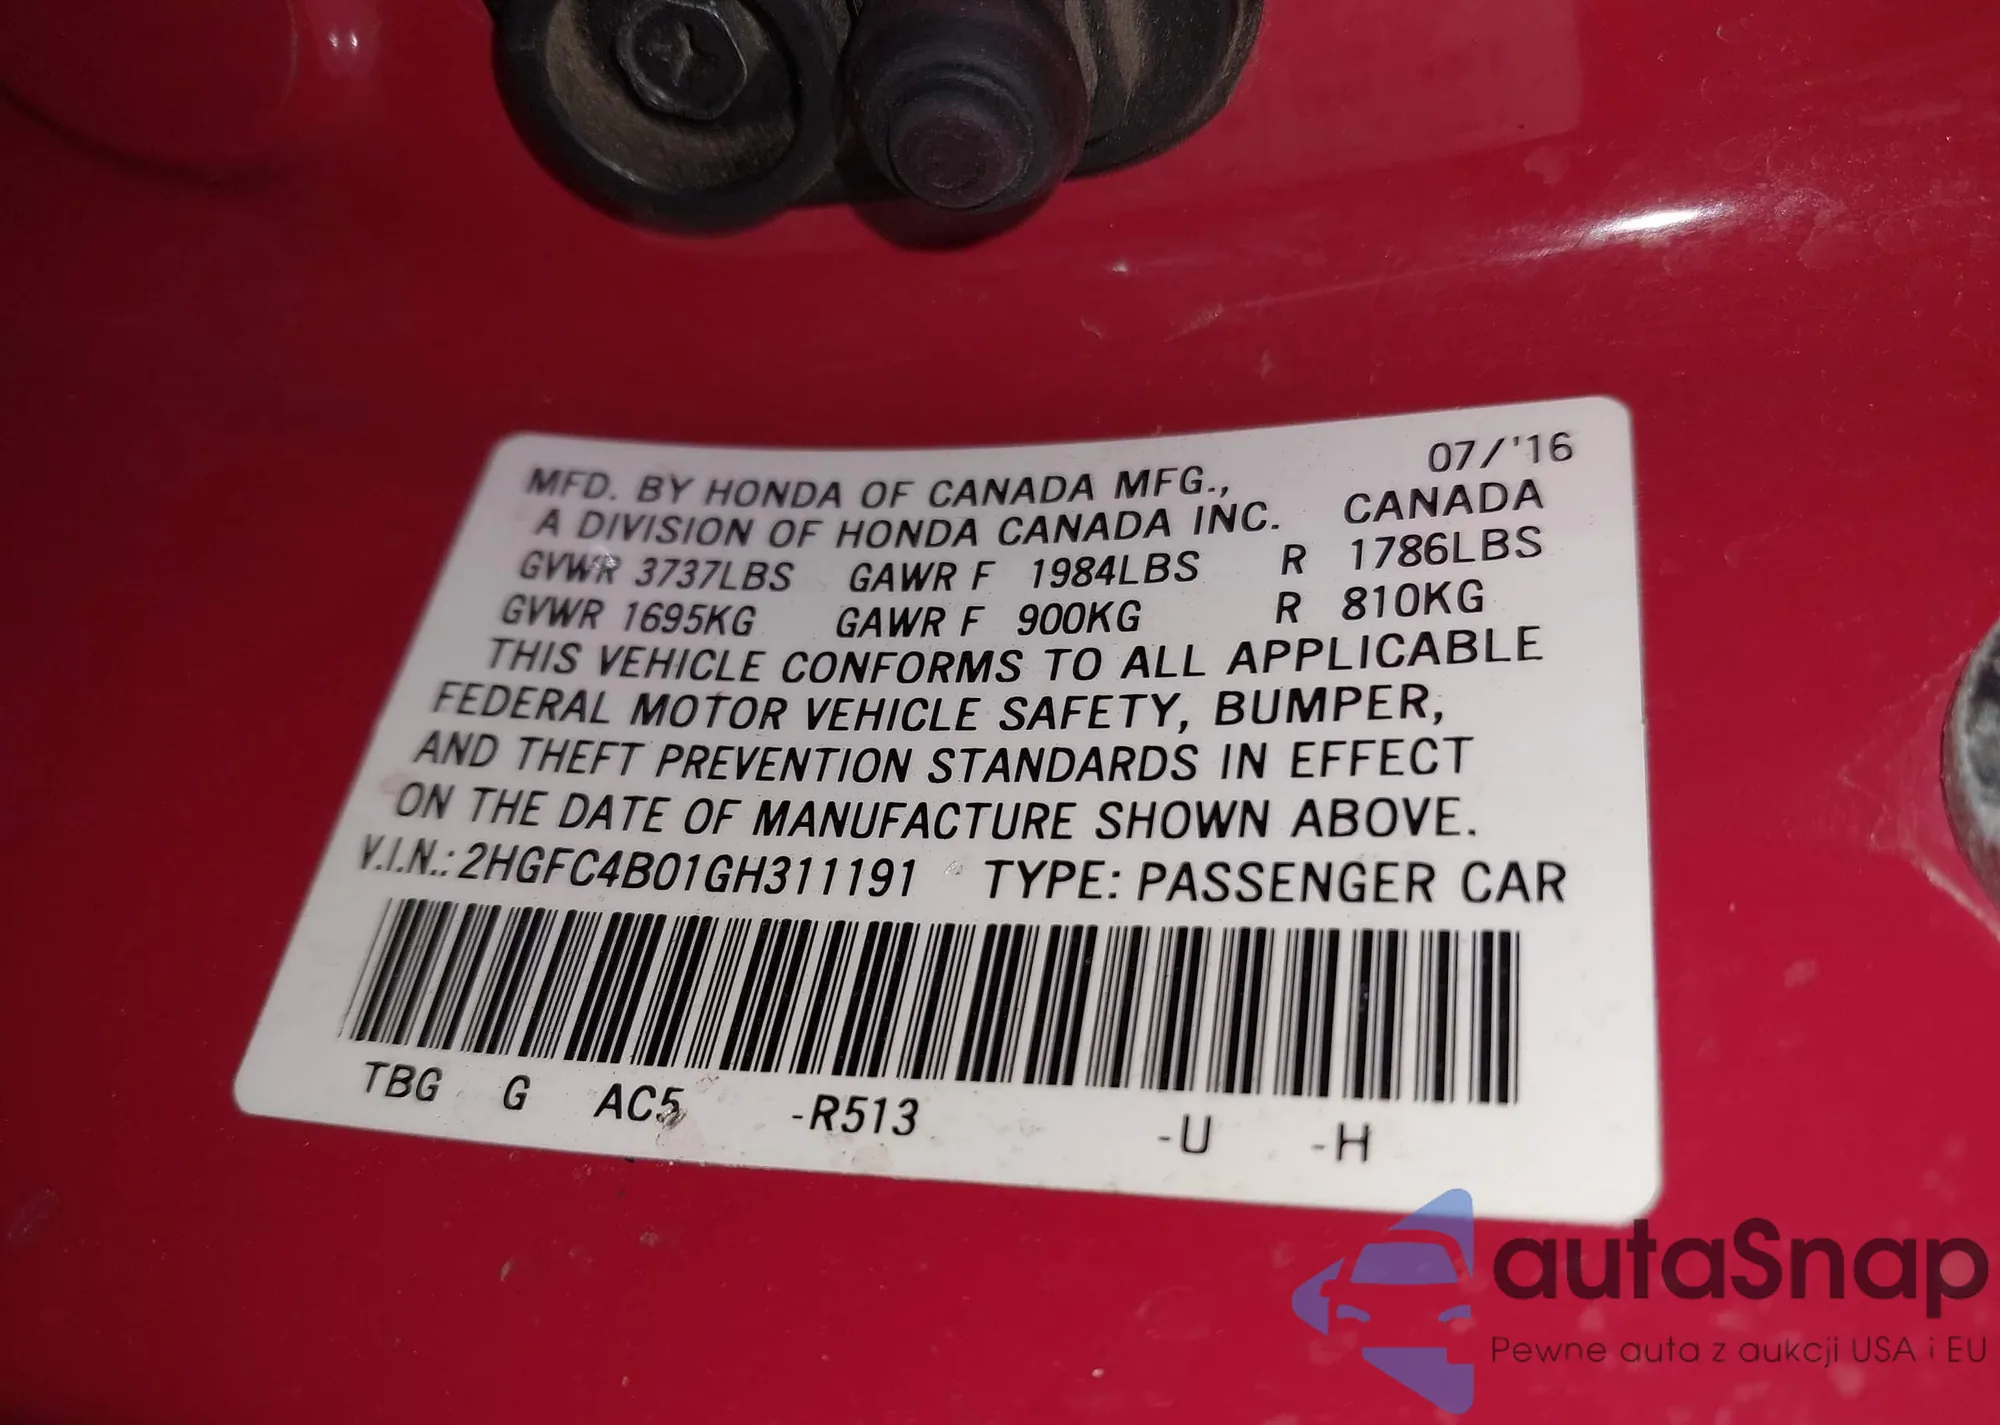 07/'16
MFD. BY HONDA OF CANADA MFG.,
A DIVISION OF HONDA CANADA INC. CANADA
GVWR 3737LBS GAWR F 1984LBS R 1786LBS
GVWR 1695KG GAWR F 900KG R 810KG
THIS VEHICLE CONFORMS TO ALL APPLICABLE
FEDERAL MOTOR VEHICLE SAFETY, BUMPER,
AND THEFT PREVENTION STANDARDS IN EFFECT
ON THE DATE OF MANUFACTURE SHOWN ABOVE.
V.I.N.: 2HGFC4B01GH311191 TYPE: PASSENGER CAR
TBG G AC5 -R513 -U -H
autaSnap
Pewne auta z aukcji USA i EU